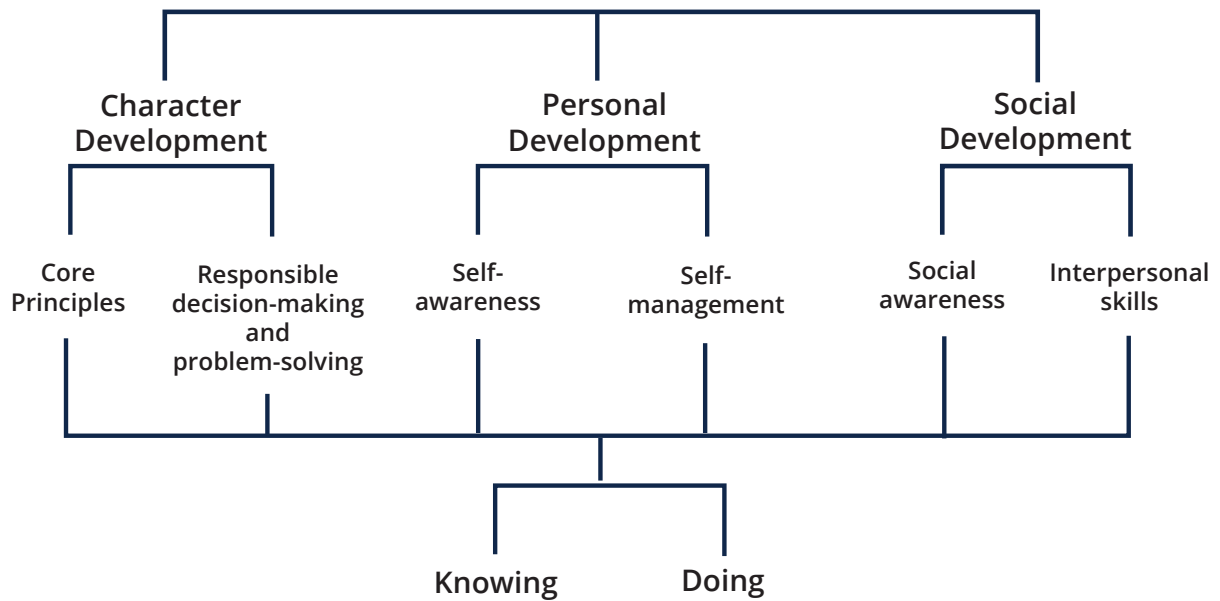 Character
Development
Personal
Development
Social
Development
Core
Principles
Responsible
decision-making
and
problem-solving
Self-
awareness
Self-
management
Social
awareness
Interpersonal
skills
Knowing
Doing